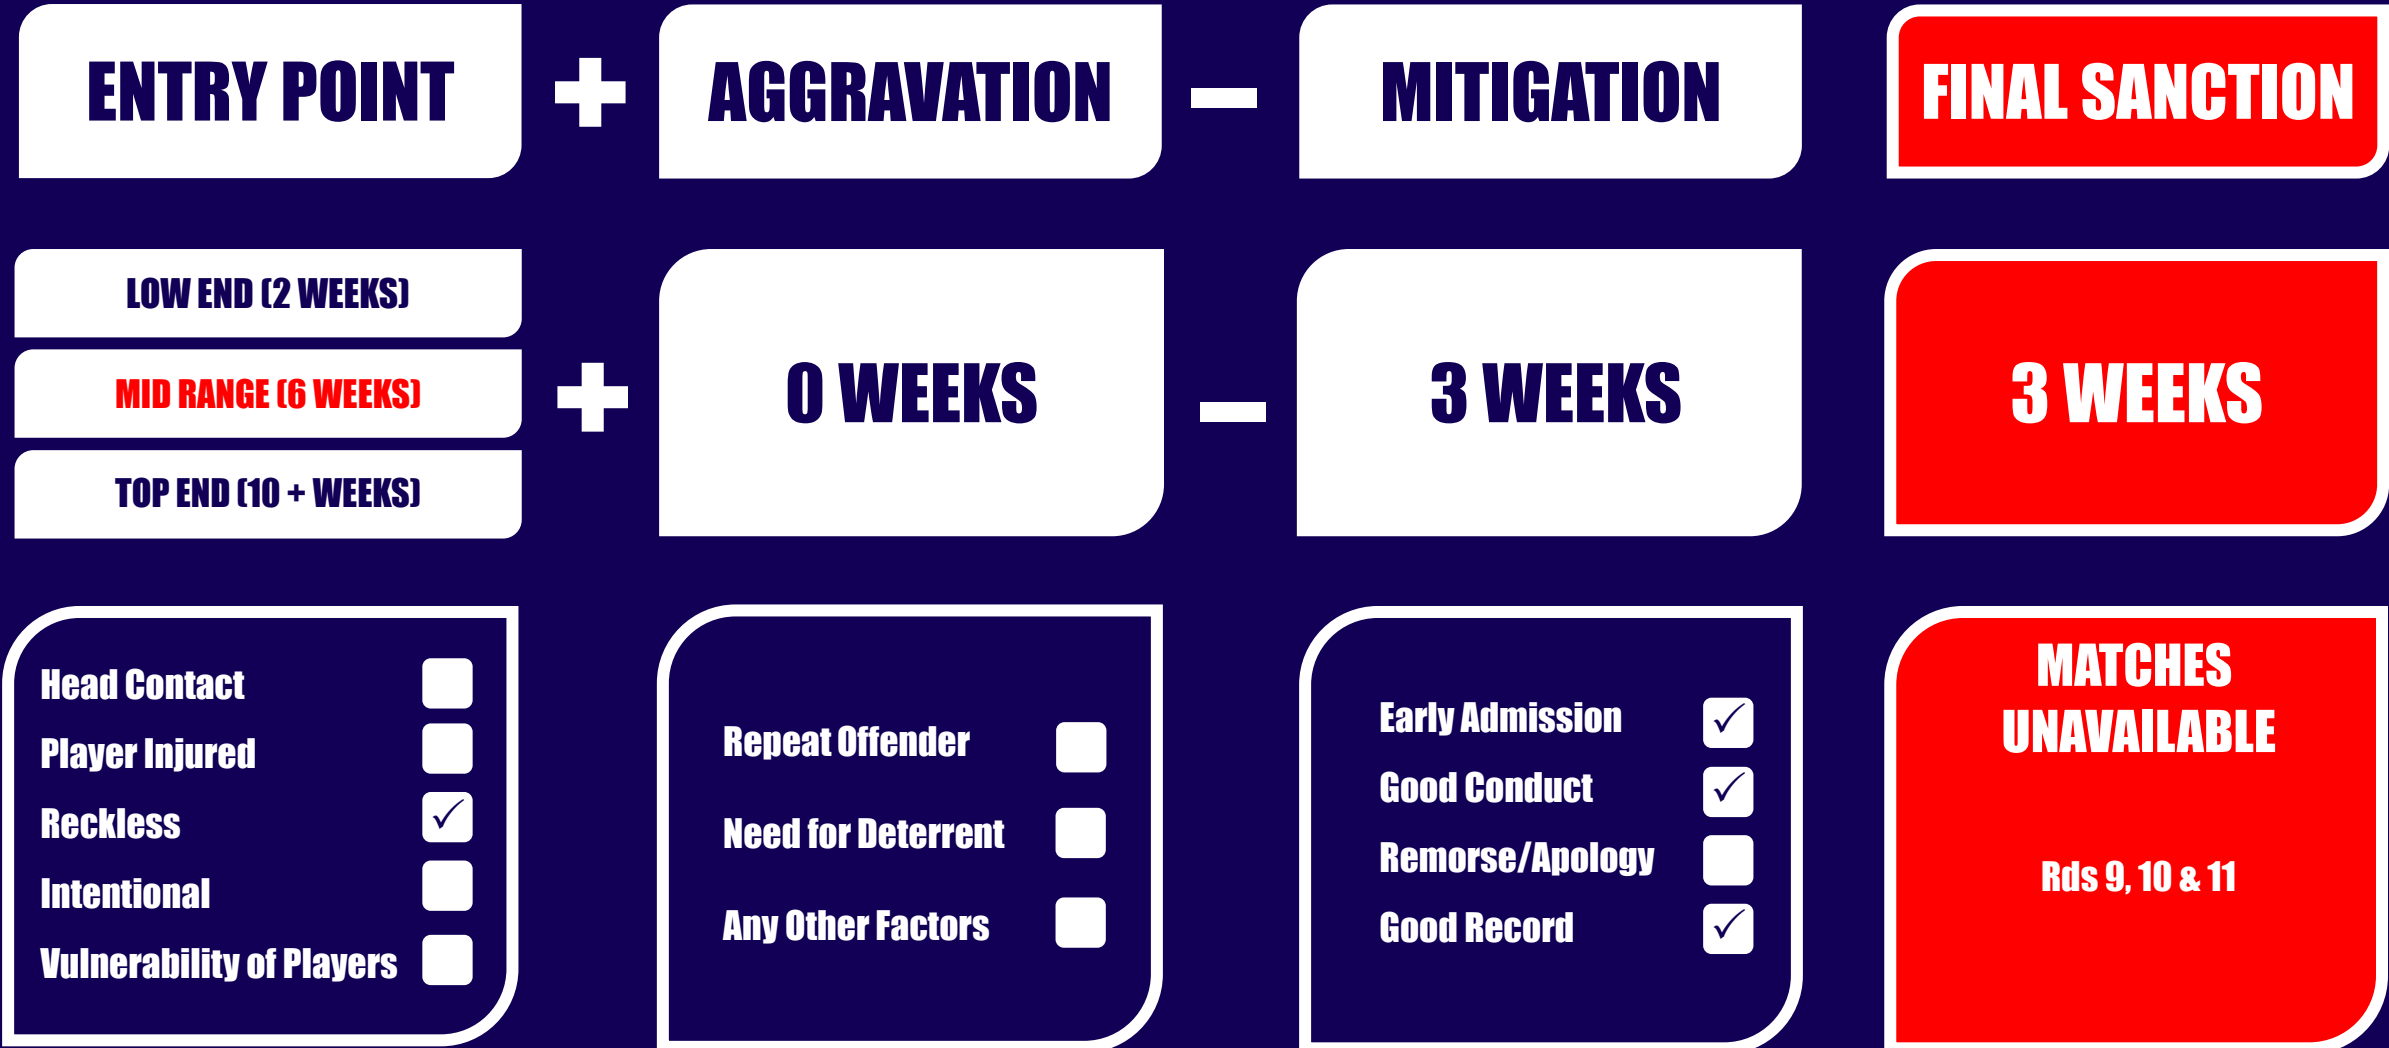 ENTRY POINT
+
AGGRAVATION
−
MITIGATION
FINAL SANCTION
LOW END (2 WEEKS)
MID RANGE (6 WEEKS)
TOP END (10 + WEEKS)
+
0 WEEKS
−
3 WEEKS
3 WEEKS
Head Contact
Player Injured
Reckless ✓
Intentional
Vulnerability of Players
Repeat Offender
Need for Deterrent
Any Other Factors
Early Admission ✓
Good Conduct ✓
Remorse/Apology
Good Record ✓
MATCHES
UNAVAILABLE
Rds 9, 10 & 11